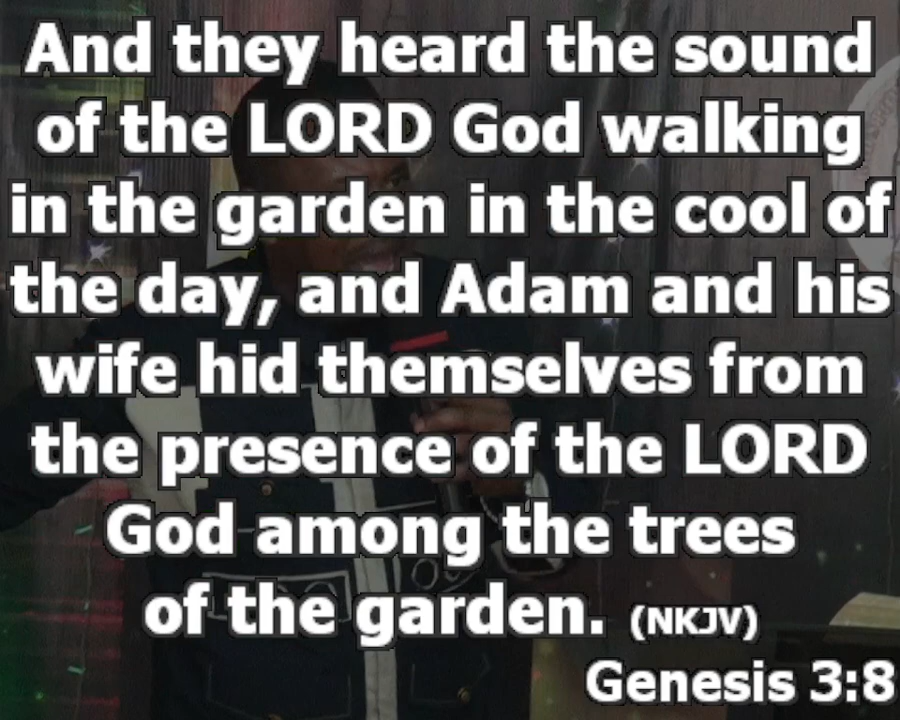 And they heard the sound
of the LORD God walking
in the garden in the cool of
the day, and Adam and his
wife hid themselves from
the presence of the LORD
God among the trees
of the garden. (NKJV)
Genesis 3:8